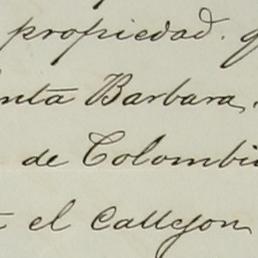 propiedad. q
nta Barbara,
de Colombi
el Callejon